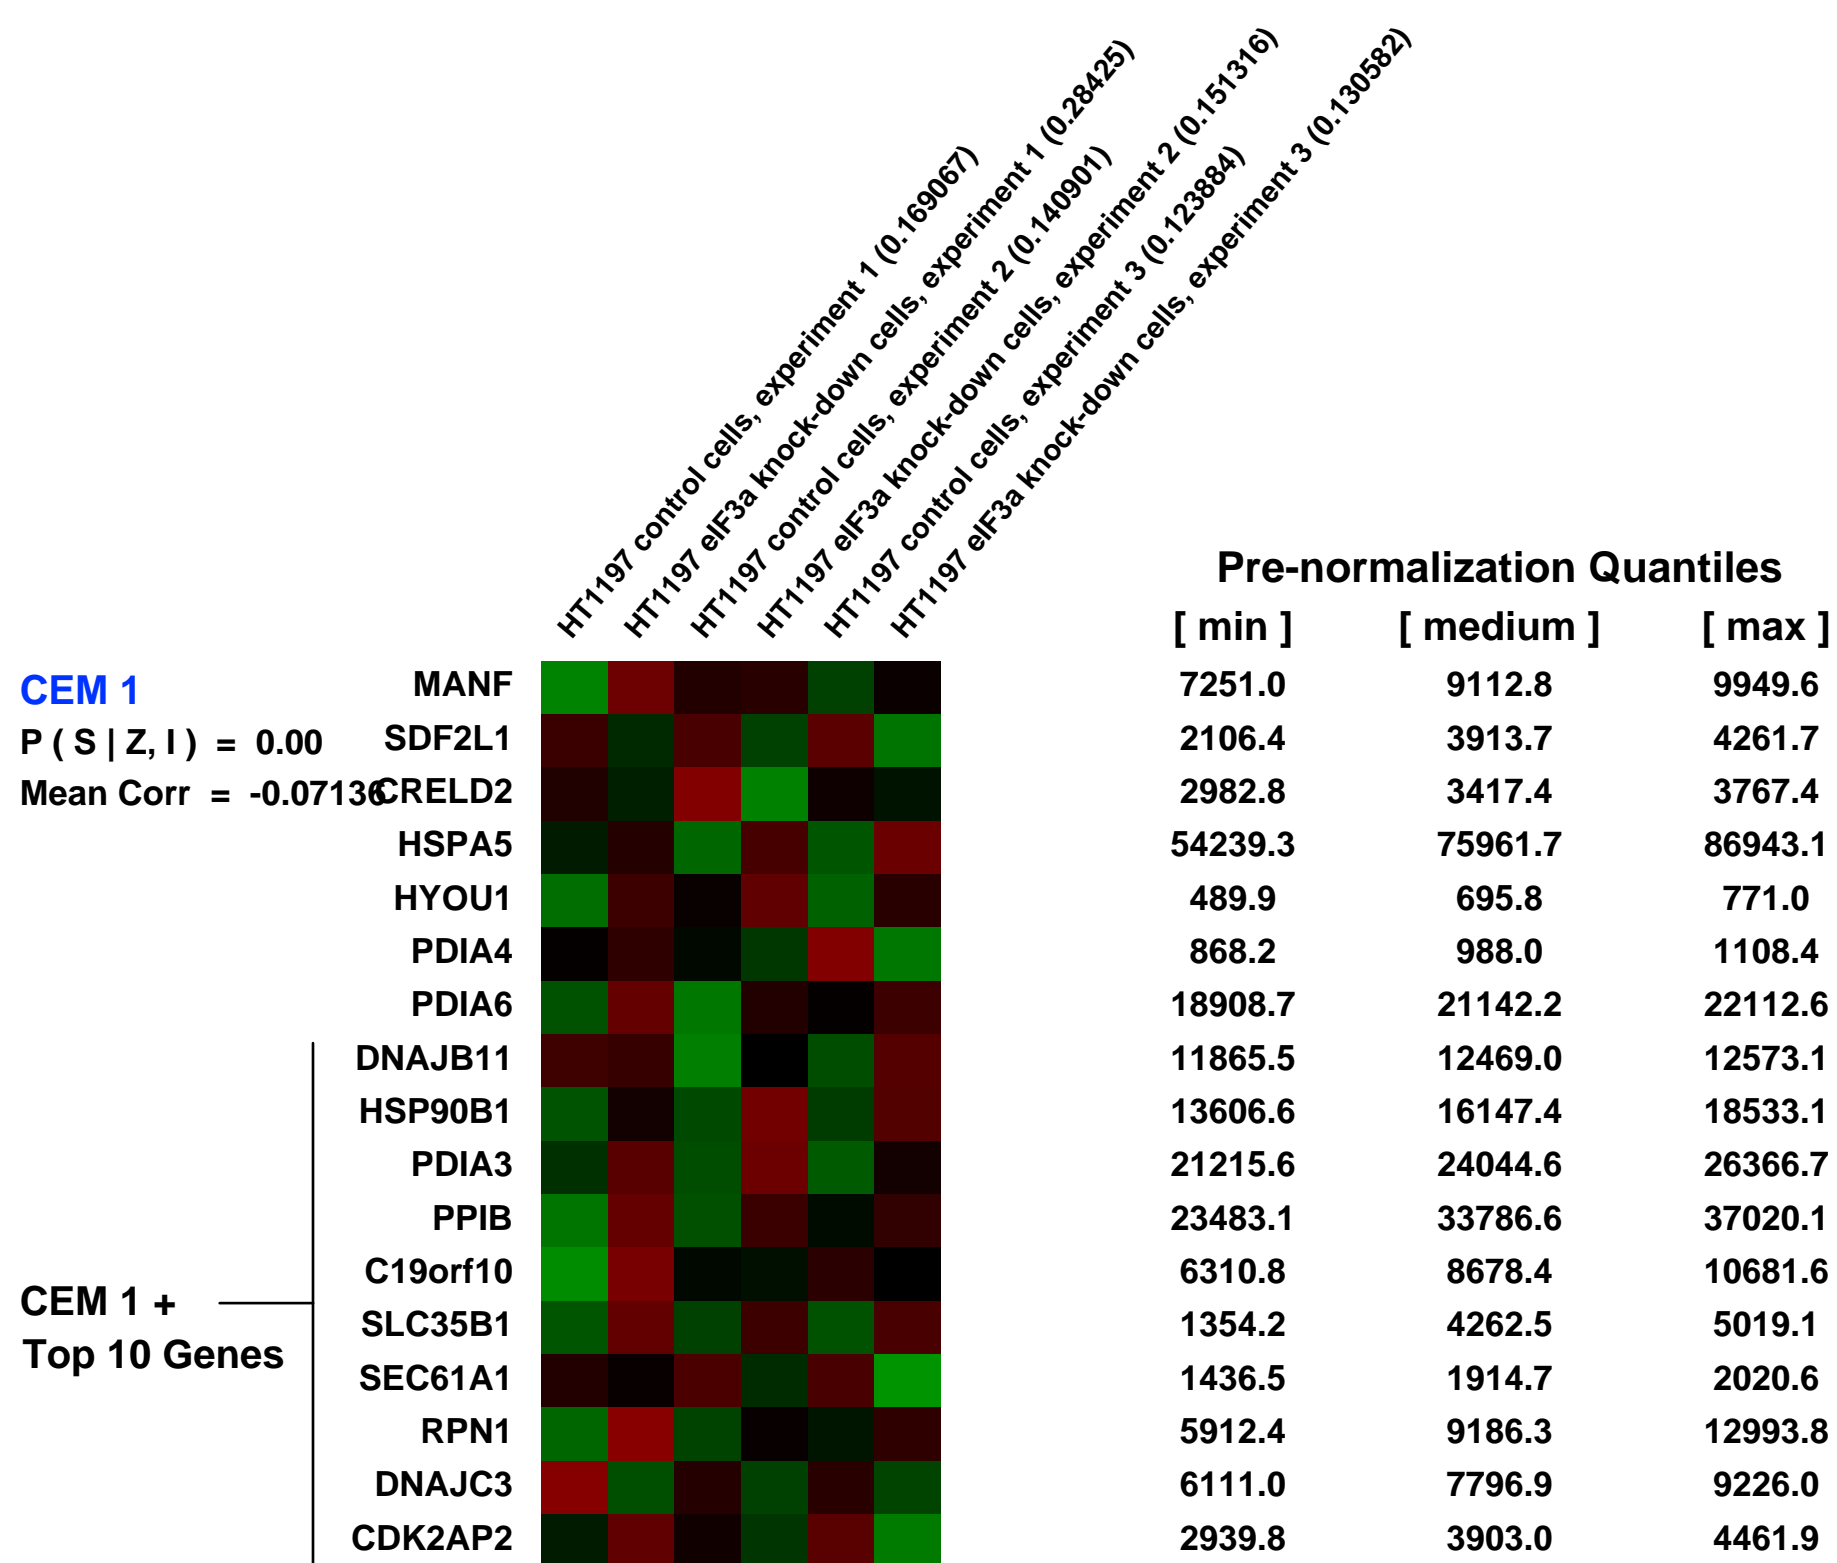 HT1197 control cells, experiment 1 (0.169067)
HT1197 eIF3a knock-down cells, experiment 1 (0.28425)
HT1197 control cells, experiment 2 (0.140901)
HT1197 eIF3a knock-down cells, experiment 2 (0.151316)
HT1197 control cells, experiment 3 (0.123884)
HT1197 eIF3a knock-down cells, experiment 3 (0.130582)
Pre-normalization Quantiles
[ min ] [ medium ] [ max ]
CEM 1 MANF 7251.0 9112.8 9949.6
P ( S | Z, I ) = 0.00 SDF2L1 2106.4 3913.7 4261.7
Mean Corr = -0.07136 CRELD2 2982.8 3417.4 3767.4
HSPA5 54239.3 75961.7 86943.1
HYOU1 489.9 695.8 771.0
PDIA4 868.2 988.0 1108.4
PDIA6 18908.7 21142.2 22112.6
DNAJB11 11865.5 12469.0 12573.1
HSP90B1 13606.6 16147.4 18533.1
PDIA3 21215.6 24044.6 26366.7
PPIB 23483.1 33786.6 37020.1
C19orf10 6310.8 8678.4 10681.6
CEM 1 +
SLC35B1 1354.2 4262.5 5019.1
Top 10 Genes
SEC61A1 1436.5 1914.7 2020.6
RPN1 5912.4 9186.3 12993.8
DNAJC3 6111.0 7796.9 9226.0
CDK2AP2 2939.8 3903.0 4461.9